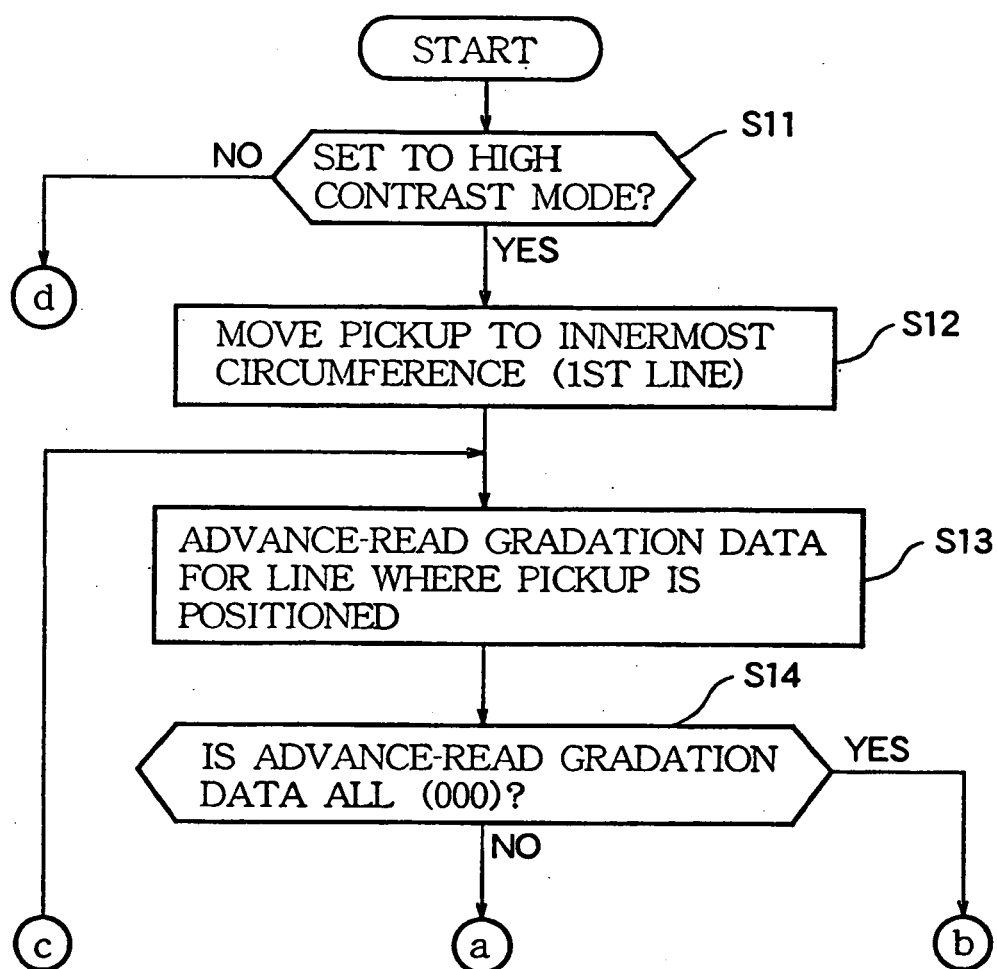 START
S11
NO
SET TO HIGH
CONTRAST MODE?
YES
d
S12
MOVE PICKUP TO INNERMOST
CIRCUMFERENCE (1ST LINE)
S13
ADVANCE-READ GRADATION DATA
FOR LINE WHERE PICKUP IS
POSITIONED
S14
IS ADVANCE-READ GRADATION
DATA ALL (000)?
YES
NO
c
a
b